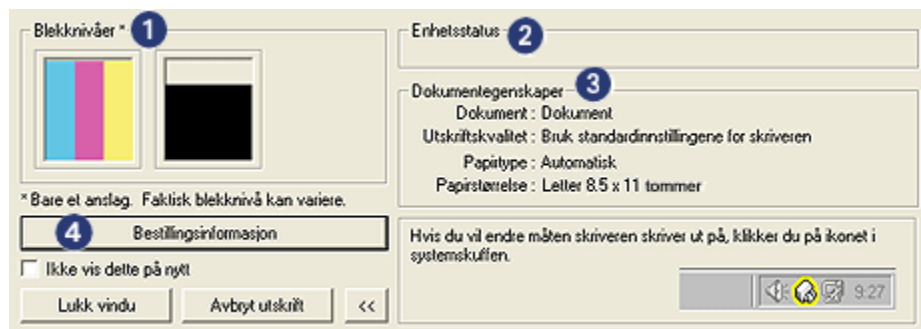 Blekknivåer * 1
* Bare et anslag. Faktisk blekknivå kan variere.
4 Bestillingsinformasjon
Ikke vis dette på nytt
Lukk vindu Avbryt utskrift <<
Enhetsstatus 2
Dokumentegenskaper 3
Dokument : Dokument
Utskriftskvalitet : Bruk standardinnstillingene for skriveren
Papirtype : Automatisk
Papirstørrelse : Letter 8.5 x 11 tommer
Hvis du vil endre måten skriveren skriver ut på, klikker du på ikonet i
systemskuffen.
9:27